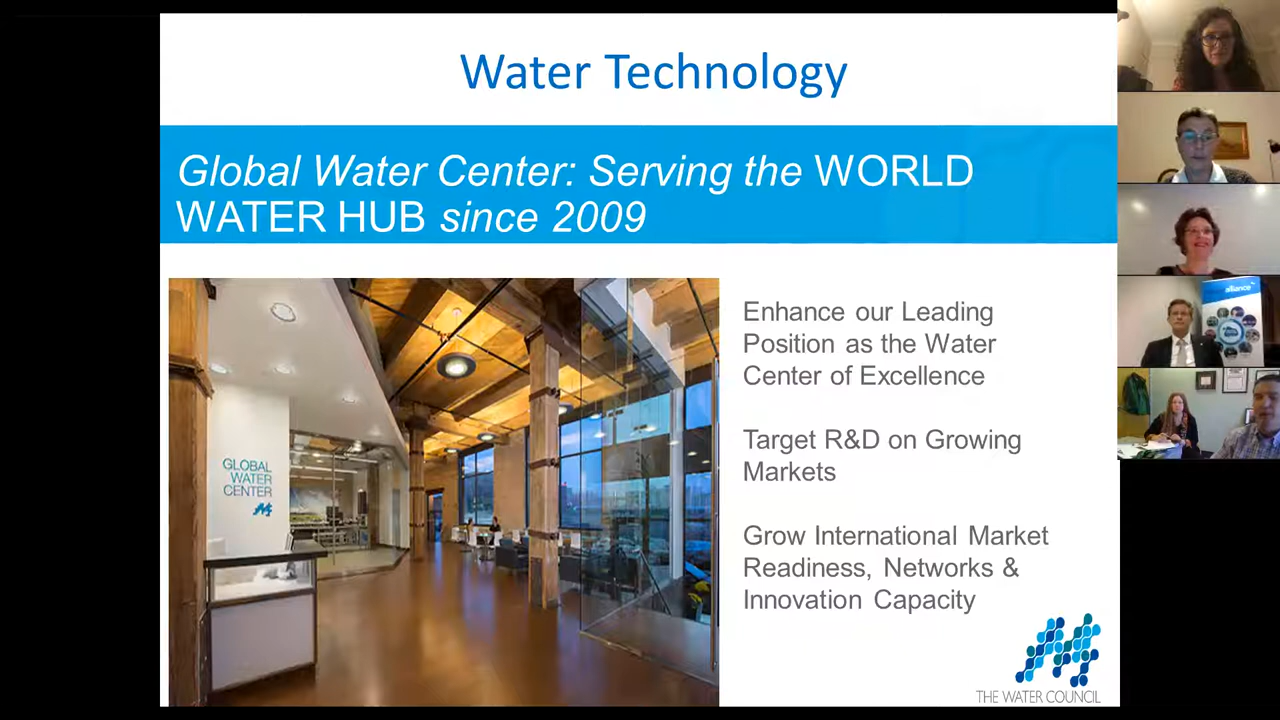 Water Technology
Global Water Center: Serving the WORLD
WATER HUB since 2009
GLOBAL
WATER
CENTER
Enhance our Leading
Position as the Water
Center of Excellence
Target R&D on Growing
Markets
Grow International Market
Readiness, Networks &
Innovation Capacity
THE WATER COUNCIL
alliance